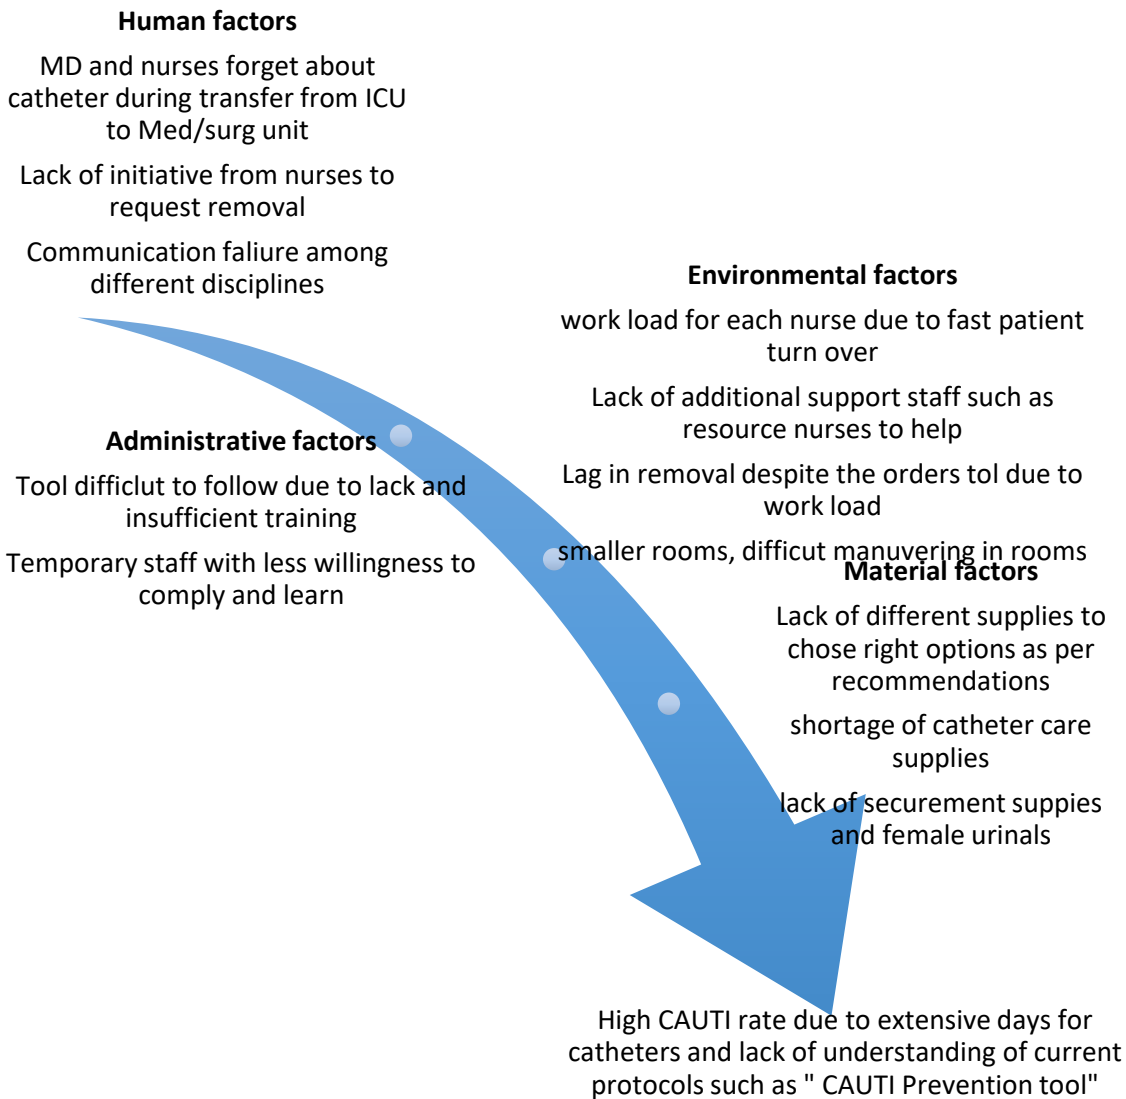 Human factors
MD and nurses forget about
catheter during transfer from ICU
to Med/surg unit
Lack of initiative from nurses to
request removal
Communication faliure among
different disciplines
Administrative factors
Tool difficlut to follow due to lack and
insufficient training
Temporary staff with less willingness to
comply and learn
Environmental factors
work load for each nurse due to fast patient
turn over
Lack of additional support staff such as
resource nurses to help
Lag in removal despite the orders tol due to
work load
smaller rooms, difficut manuvering in rooms
Material factors
Lack of different supplies to
chose right options as per
recommendations
shortage of catheter care
supplies
lack of securement suppies
and female urinals
High CAUTI rate due to extensive days for
catheters and lack of understanding of current
protocols such as " CAUTI Prevention tool"